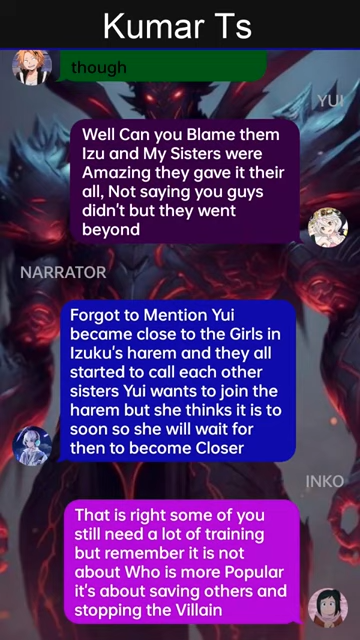 Kumar Ts
though
YUI
Well Can you Blame them
Izu and My Sisters were
Amazing they gave it their
all, Not saying you guys
didn't but they went
beyond
NARRATOR
Forgot to Mention Yui
became close to the Girls in
Izuku's harem and they all
started to call each other
sisters Yui wants to join the
harem but she thinks it is to
soon so she will wait for
then to become Closer
INKO
That is right some of you
still need a lot of training
but remember it is not
about Who is more Popular
it's about saving others and
stopping the Villain